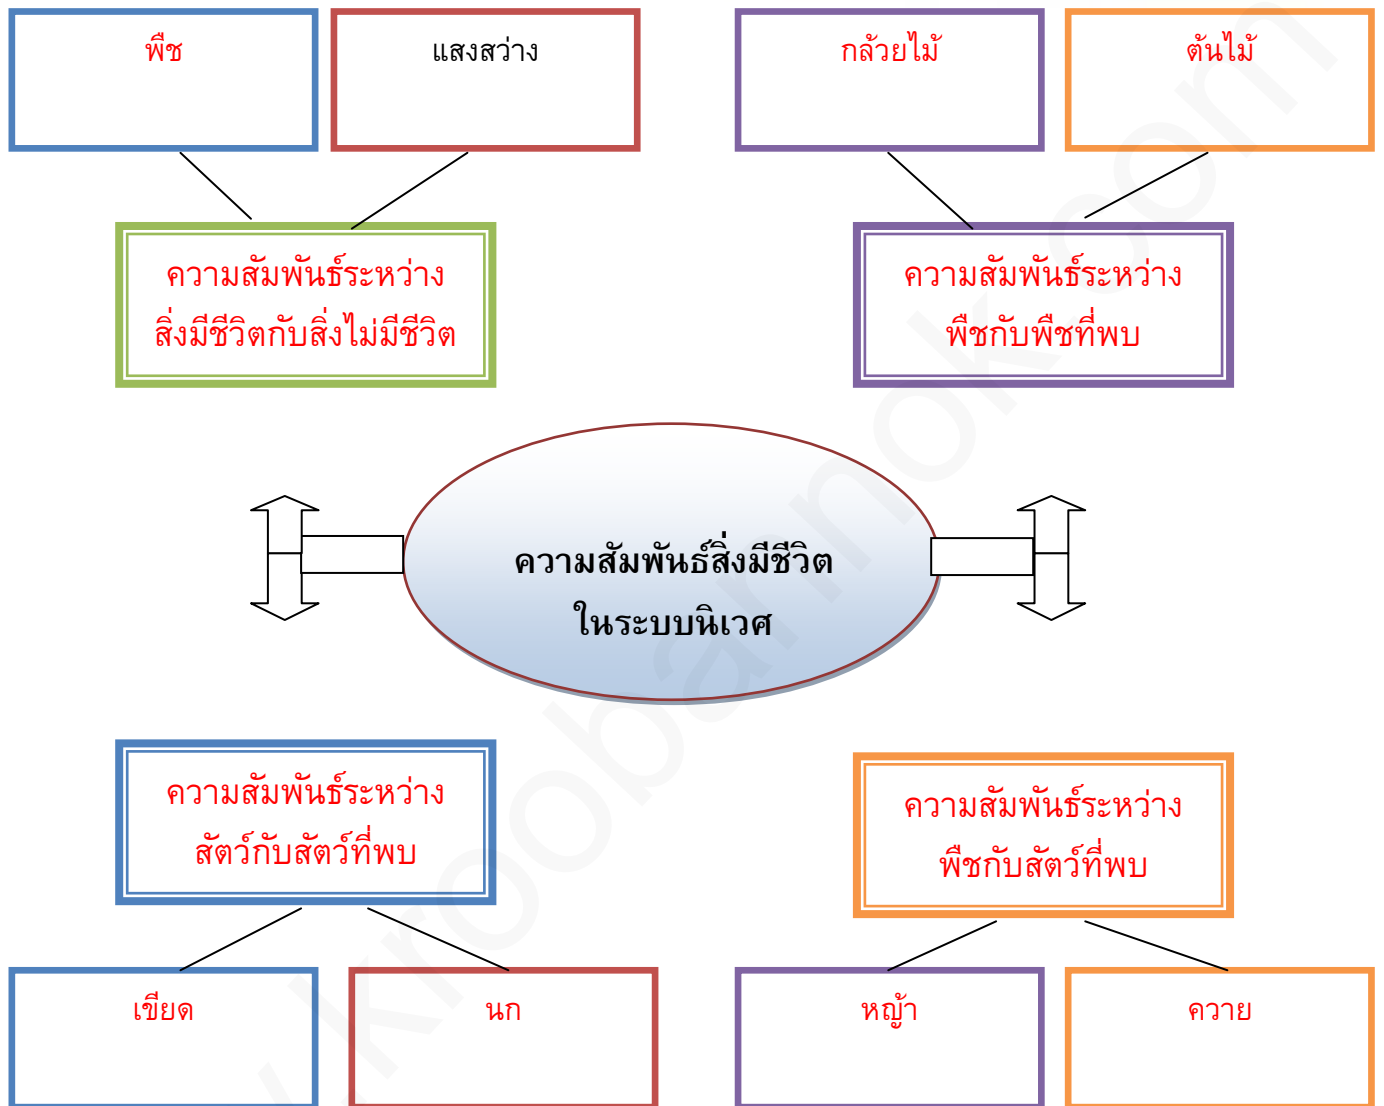 พืช
แสงสว่าง
กล้วยไม้
ต้นไม้
ความสัมพันธ์ระหว่าง
สิ่งมีชีวิตกับสิ่งไม่มีชีวิต
ความสัมพันธ์ระหว่าง
พืชกับพืชที่พบ
ความสัมพันธ์สิ่งมีชีวิต
ในระบบนิเวศ
ความสัมพันธ์ระหว่าง
สัตว์กับสัตว์ที่พบ
ความสัมพันธ์ระหว่าง
พืชกับสัตว์ที่พบ
เขียด
นก
หญ้า
ควาย
krobannok.com